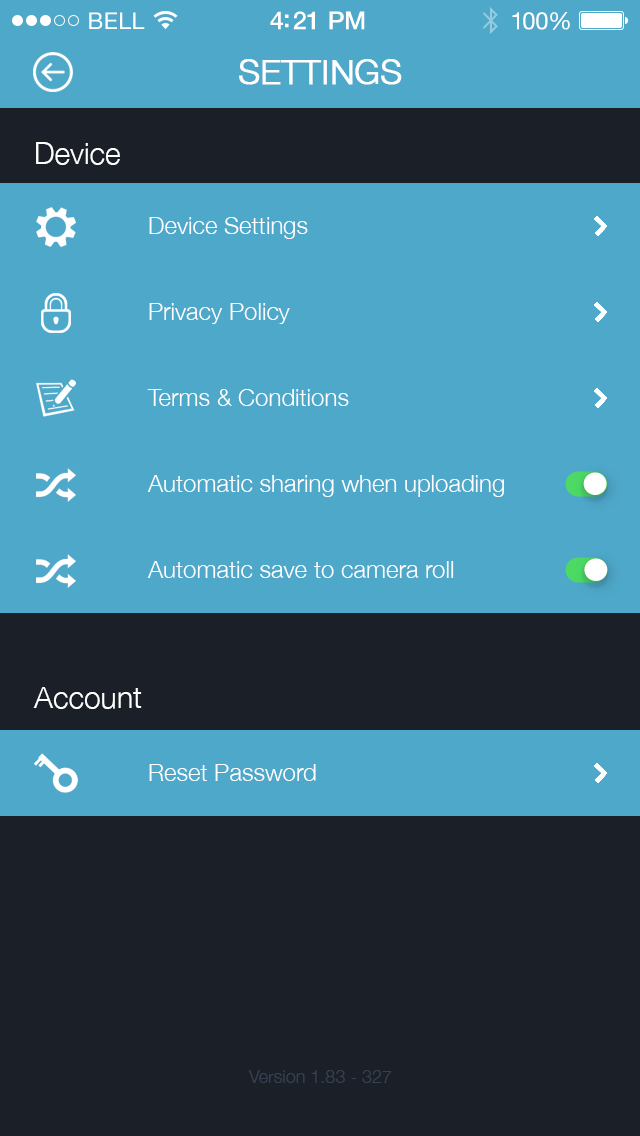 BELL 4:21 PM 100%
SETTINGS
Device
Device Settings
Privacy Policy
Terms & Conditions
Automatic sharing when uploading
Automatic save to camera roll
Account
Reset Password
Version 1.83 - 327